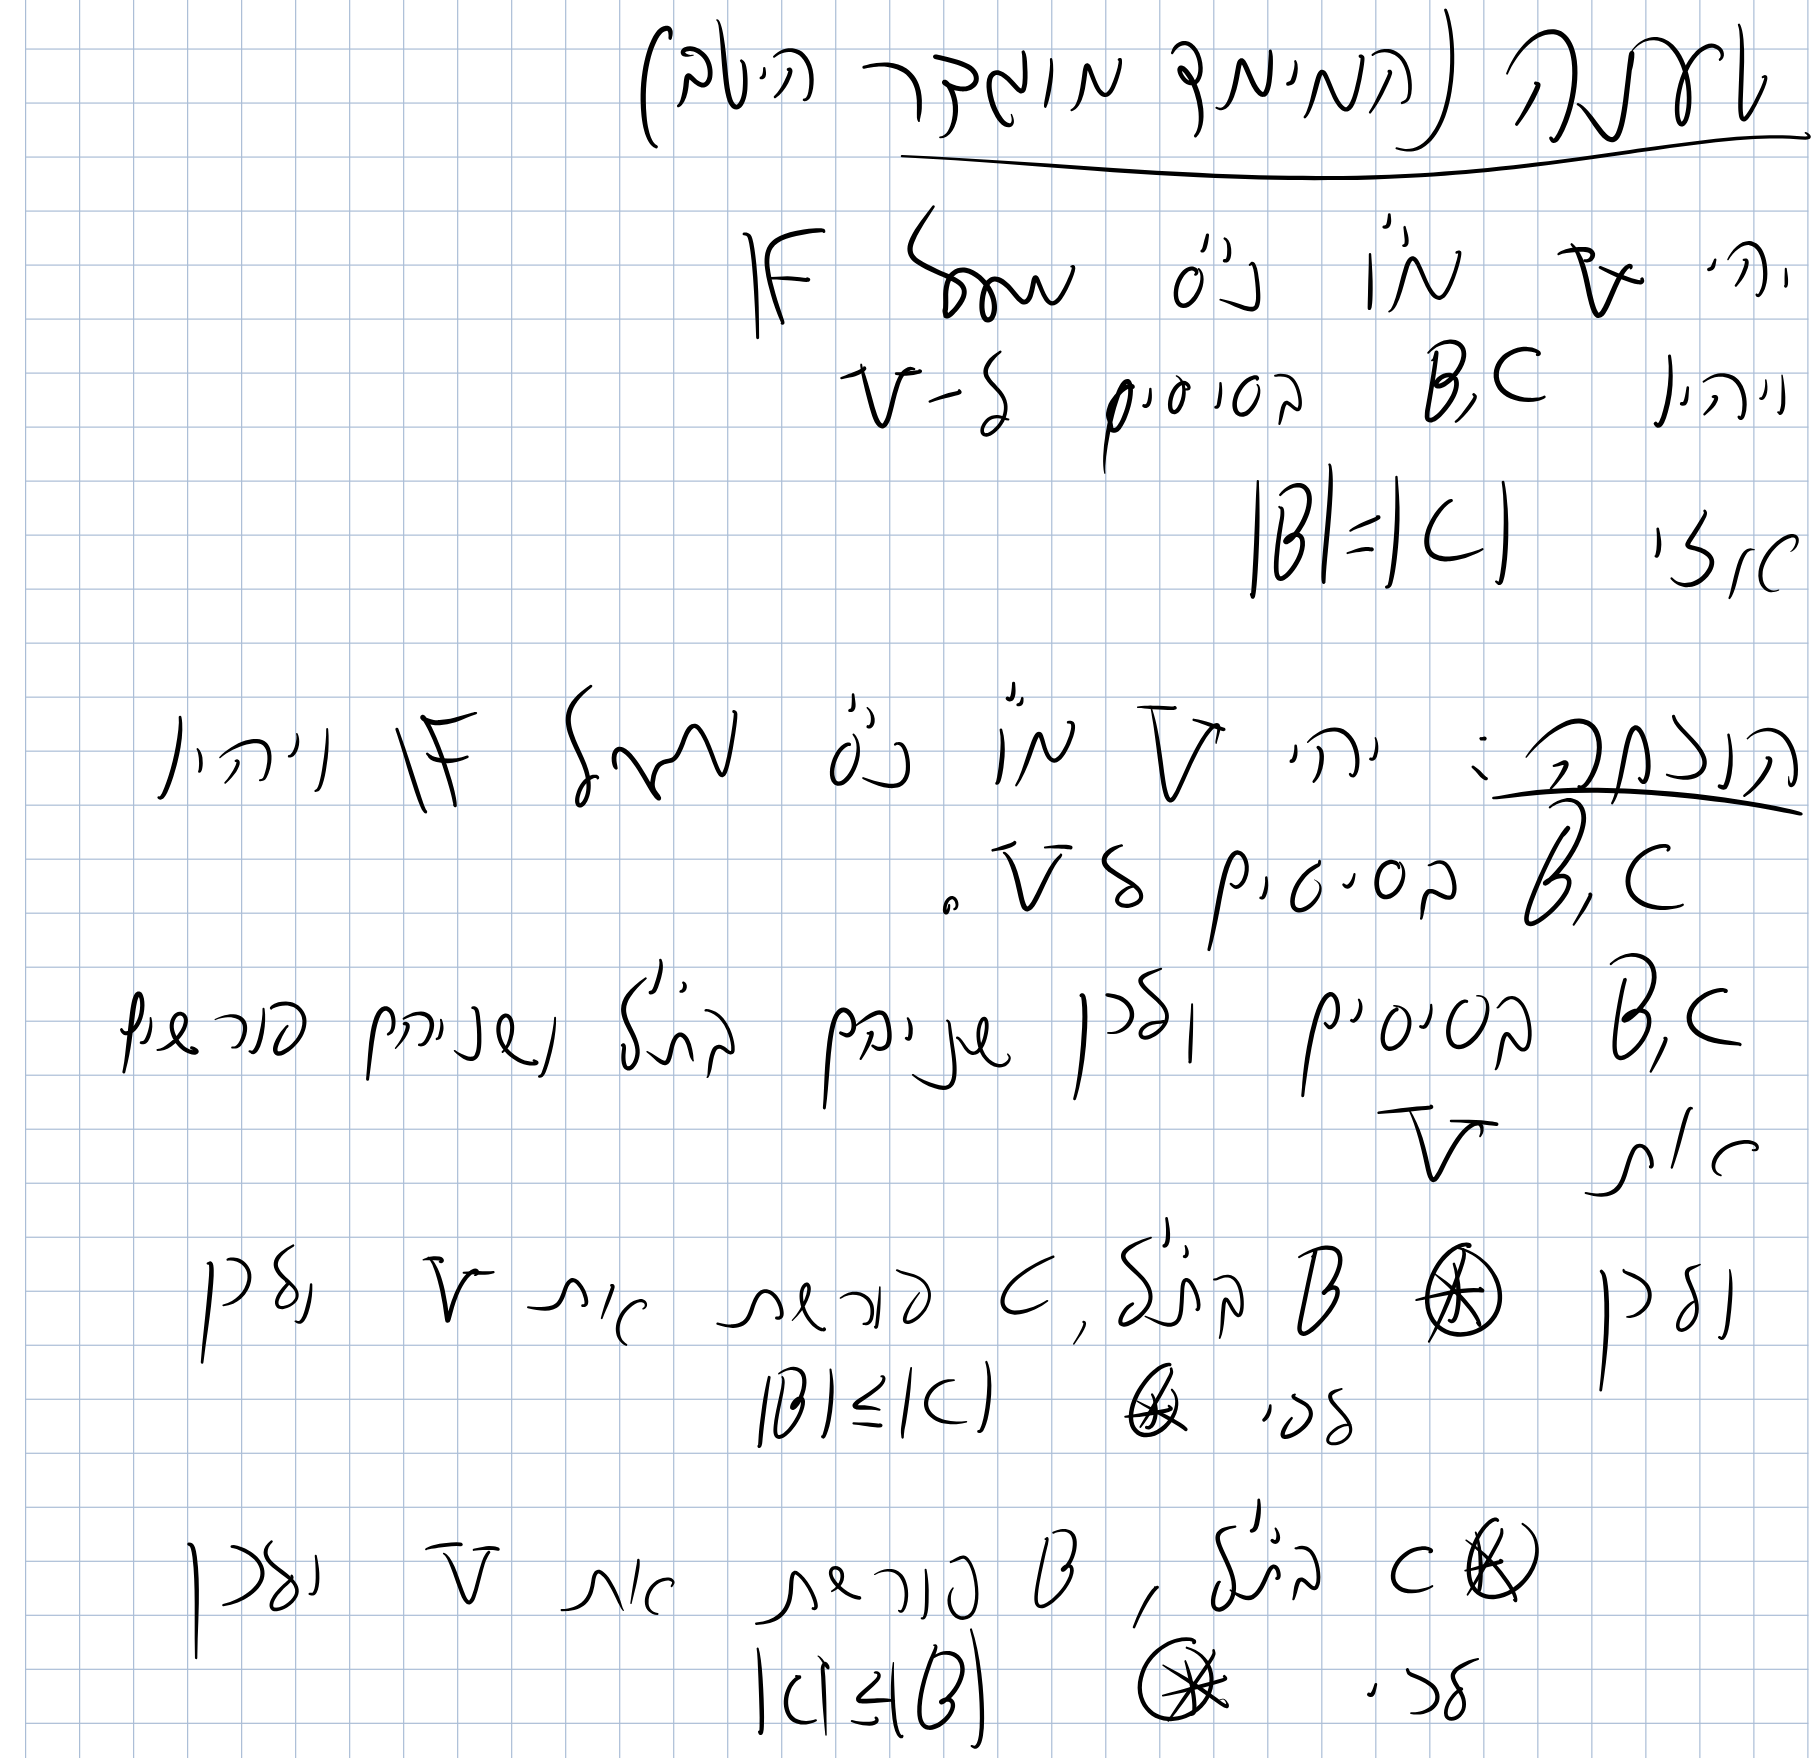 טענה (המימד מוגדר היטב)
יהי V מ"ו נ"ס מעל F
ויהיו B,C בסיסים ל-V
אזי |B|=|C|
הוכחה: יהי V מ"ו נ"ס מעל F ויהיו
B,C בסיסים ל V.
B,C בסיסים ולכן שניהם בת"ל ושניהם פורשים
את V
ולכן ⊛ B בת"ל, C פורשת את V ולכן
לפי ⊛ |B|≤|C|
⊛ C בת"ל, B פורשת את V ולכן
לפי ⊛ |C|≤|B|